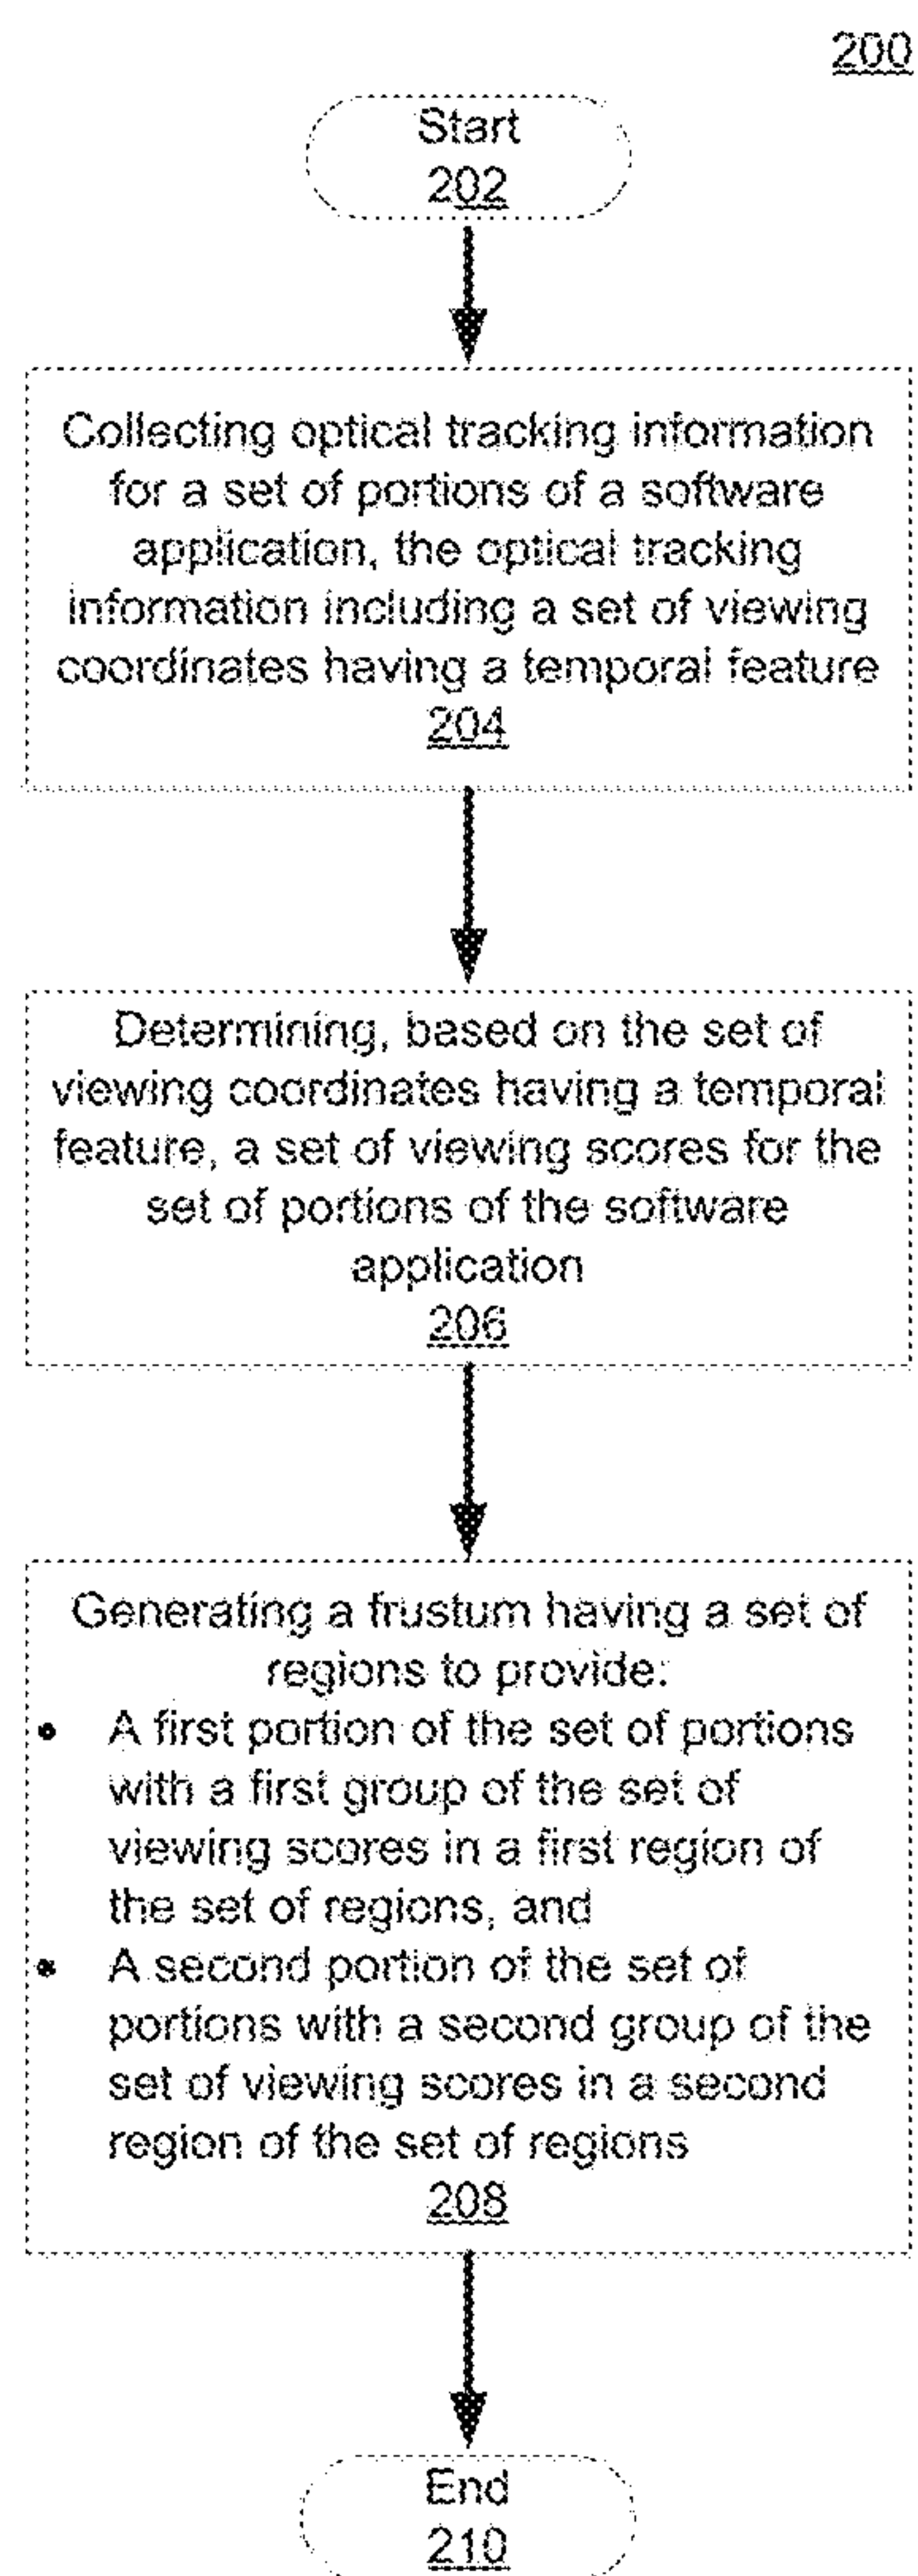 200
Start
202
Collecting optical tracking information
for a set of portions of a software
application, the optical tracking
information including a set of viewing
coordinates having a temporal feature
204
Determining, based on the set of
viewing coordinates having a temporal
feature, a set of viewing scores for the
set of portions of the software
application
206
Generating a frustum having a set of
regions to provide:
• A first portion of the set of portions
with a first group of the set of
viewing scores in a first region of
the set of regions, and
• A second portion of the set of
portions with a second group of the
set of viewing scores in a second
region of the set of regions
208
End
210